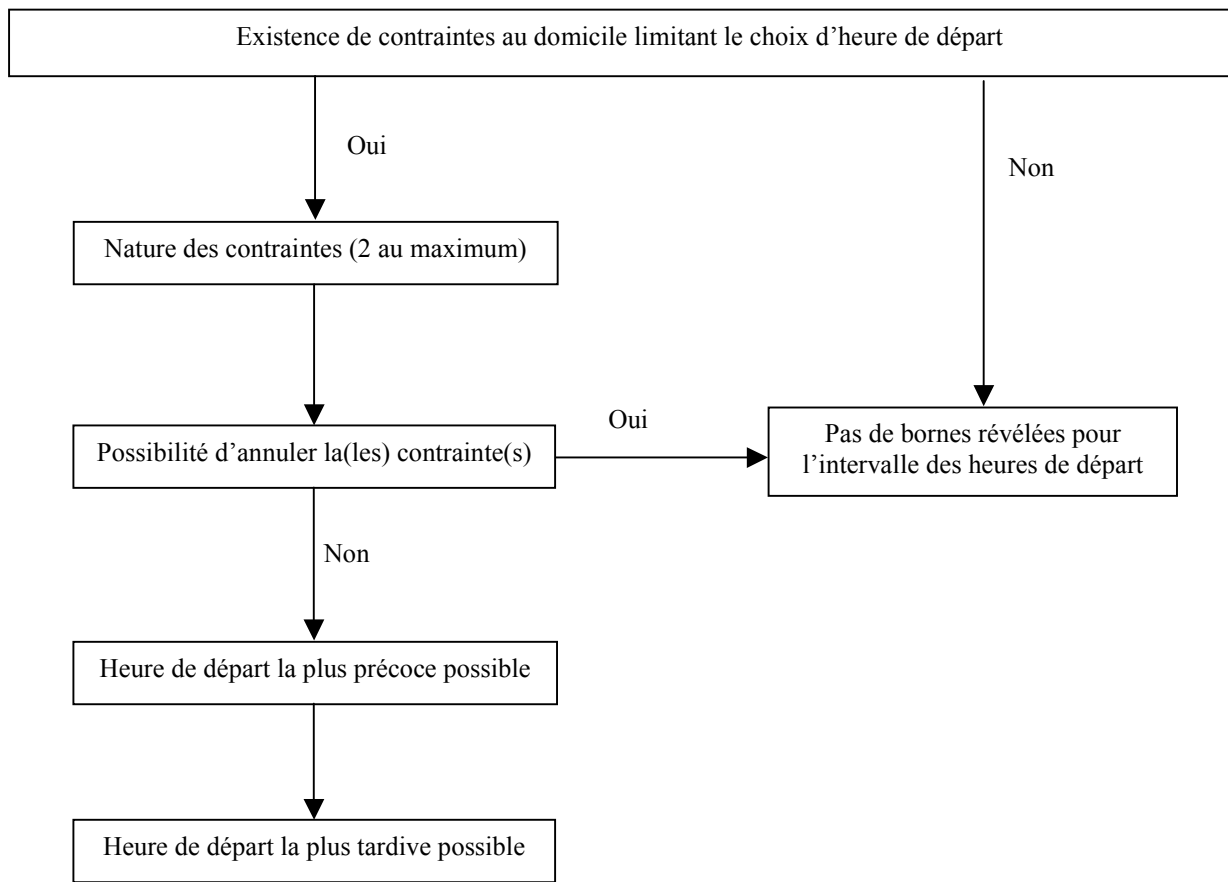 Existence de contraintes au domicile limitant le choix d’heure de départ
Oui
Non
Nature des contraintes (2 au maximum)
Possibilité d’annuler la(les) contrainte(s)
Oui
Pas de bornes révélées pour
l’intervalle des heures de départ
Non
Heure de départ la plus précoce possible
Heure de départ la plus tardive possible